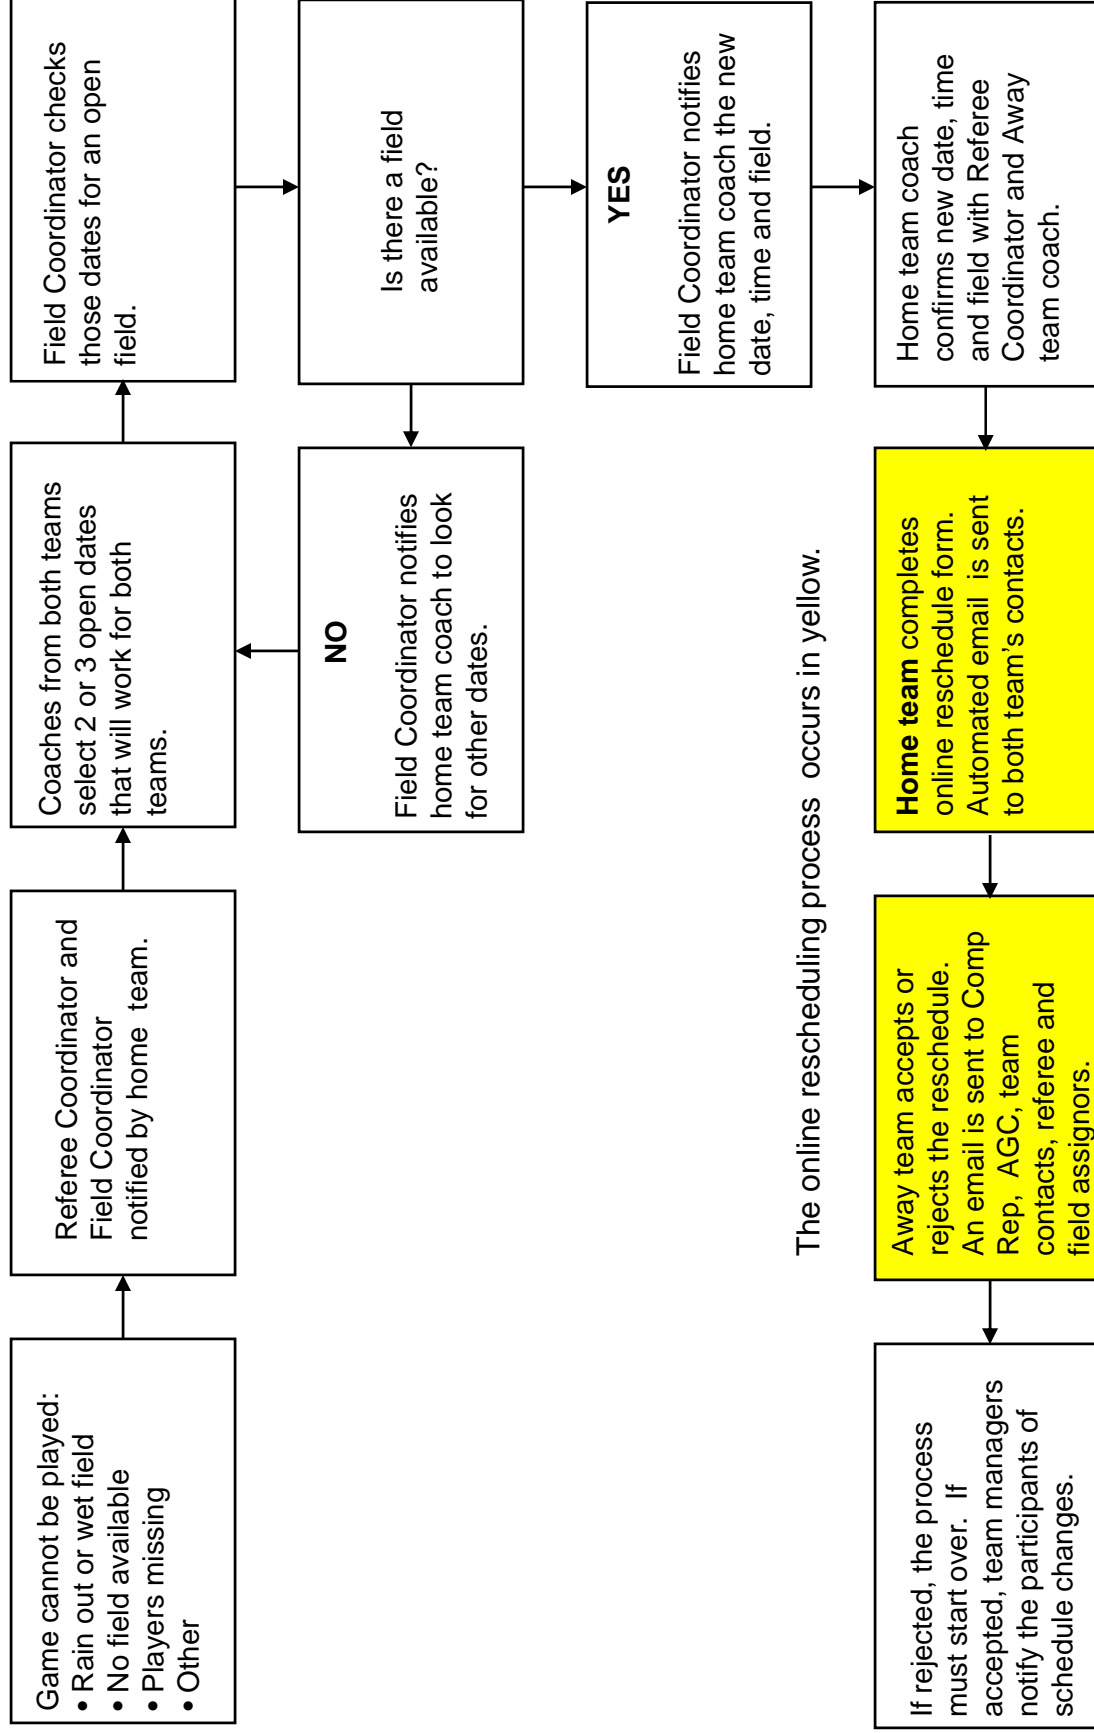 Game cannot be played:
• Rain out or wet field
• No field available
• Players missing
• Other
Referee Coordinator and
Field Coordinator
notified by home team.
Coaches from both teams
select 2 or 3 open dates
that will work for both
teams.
Field Coordinator checks
those dates for an open
field.
Is there a field
available?
NO
Field Coordinator notifies
home team coach to look
for other dates.
YES
Field Coordinator notifies
home team coach the new
date, time and field.
Home team coach
confirms new date, time
and field with Referee
Coordinator and Away
team coach.
The online rescheduling process occurs in yellow.
Home team completes
online reschedule form.
Automated email is sent
to both team’s contacts.
Away team accepts or
rejects the reschedule.
An email is sent to Comp
Rep, AGC, team
contacts, referee and
field assignors.
If rejected, the process
must start over. If
accepted, team managers
notify the participants of
schedule changes.